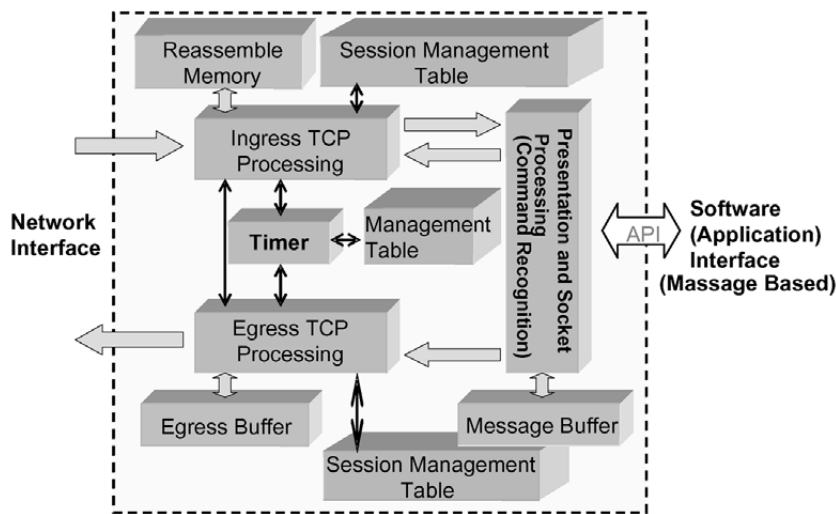 Reassemble
Memory
Session Management
Table
Ingress TCP
Processing
Presentation and Socket
Processing
(Command Recognition)
Network
Interface
Timer
Management
Table
API
Software
(Application)
Interface
(Massage Based)
Egress TCP
Processing
Egress Buffer
Message Buffer
Session Management
Table